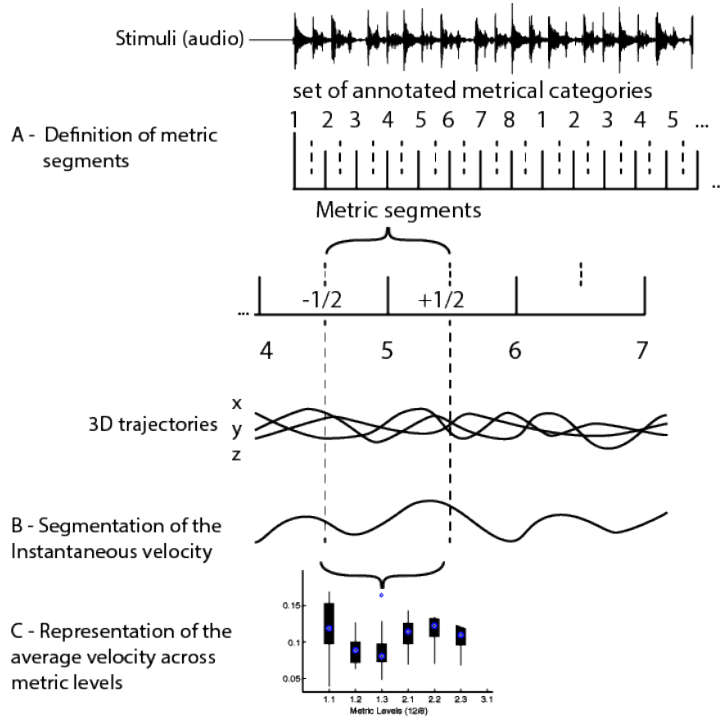 Stimuli (audio)
set of annotated metrical categories
1 2 3 4 5 6 7 8 1 2 3 4 5 ...
A - Definition of metric
segments
..
Metric segments
-1/2 +1/2
...
4 5 6 7
3D trajectories
x
y
z
B - Segmentation of the
Instantaneous velocity
C - Representation of the
average velocity across
metric levels
0.15
0.1
0.05
1.1 1.2 1.3 2.1 2.2 2.3 3.1
Metric Levels (12/8)